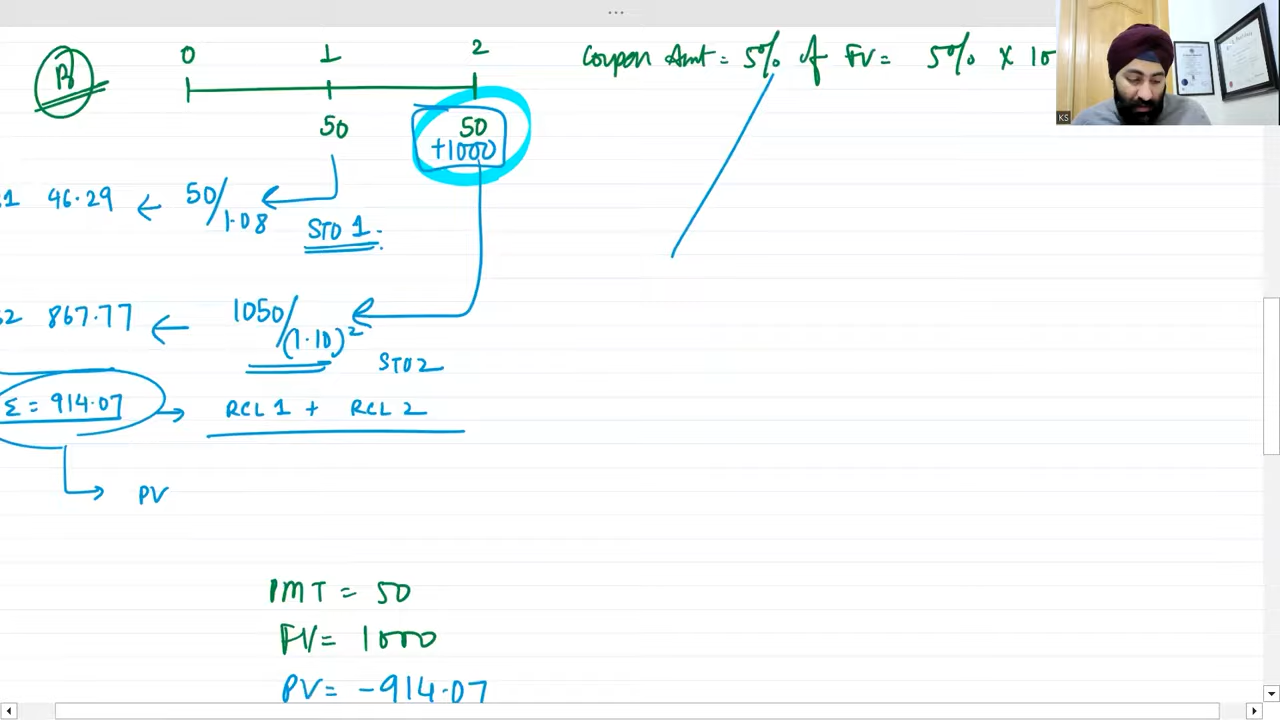 0 1 2
Coupon Amt = 5% of FV = 5% x 10
R
50 50
+1000
1 46.29 ← 50/1.08
STO 1
2 867.77 ← 1050/(1.10)²
STO 2
Σ = 914.07 → RCL 1 + RCL 2
PV
PMT = 50
FV = 1000
PV = -914.07
KS